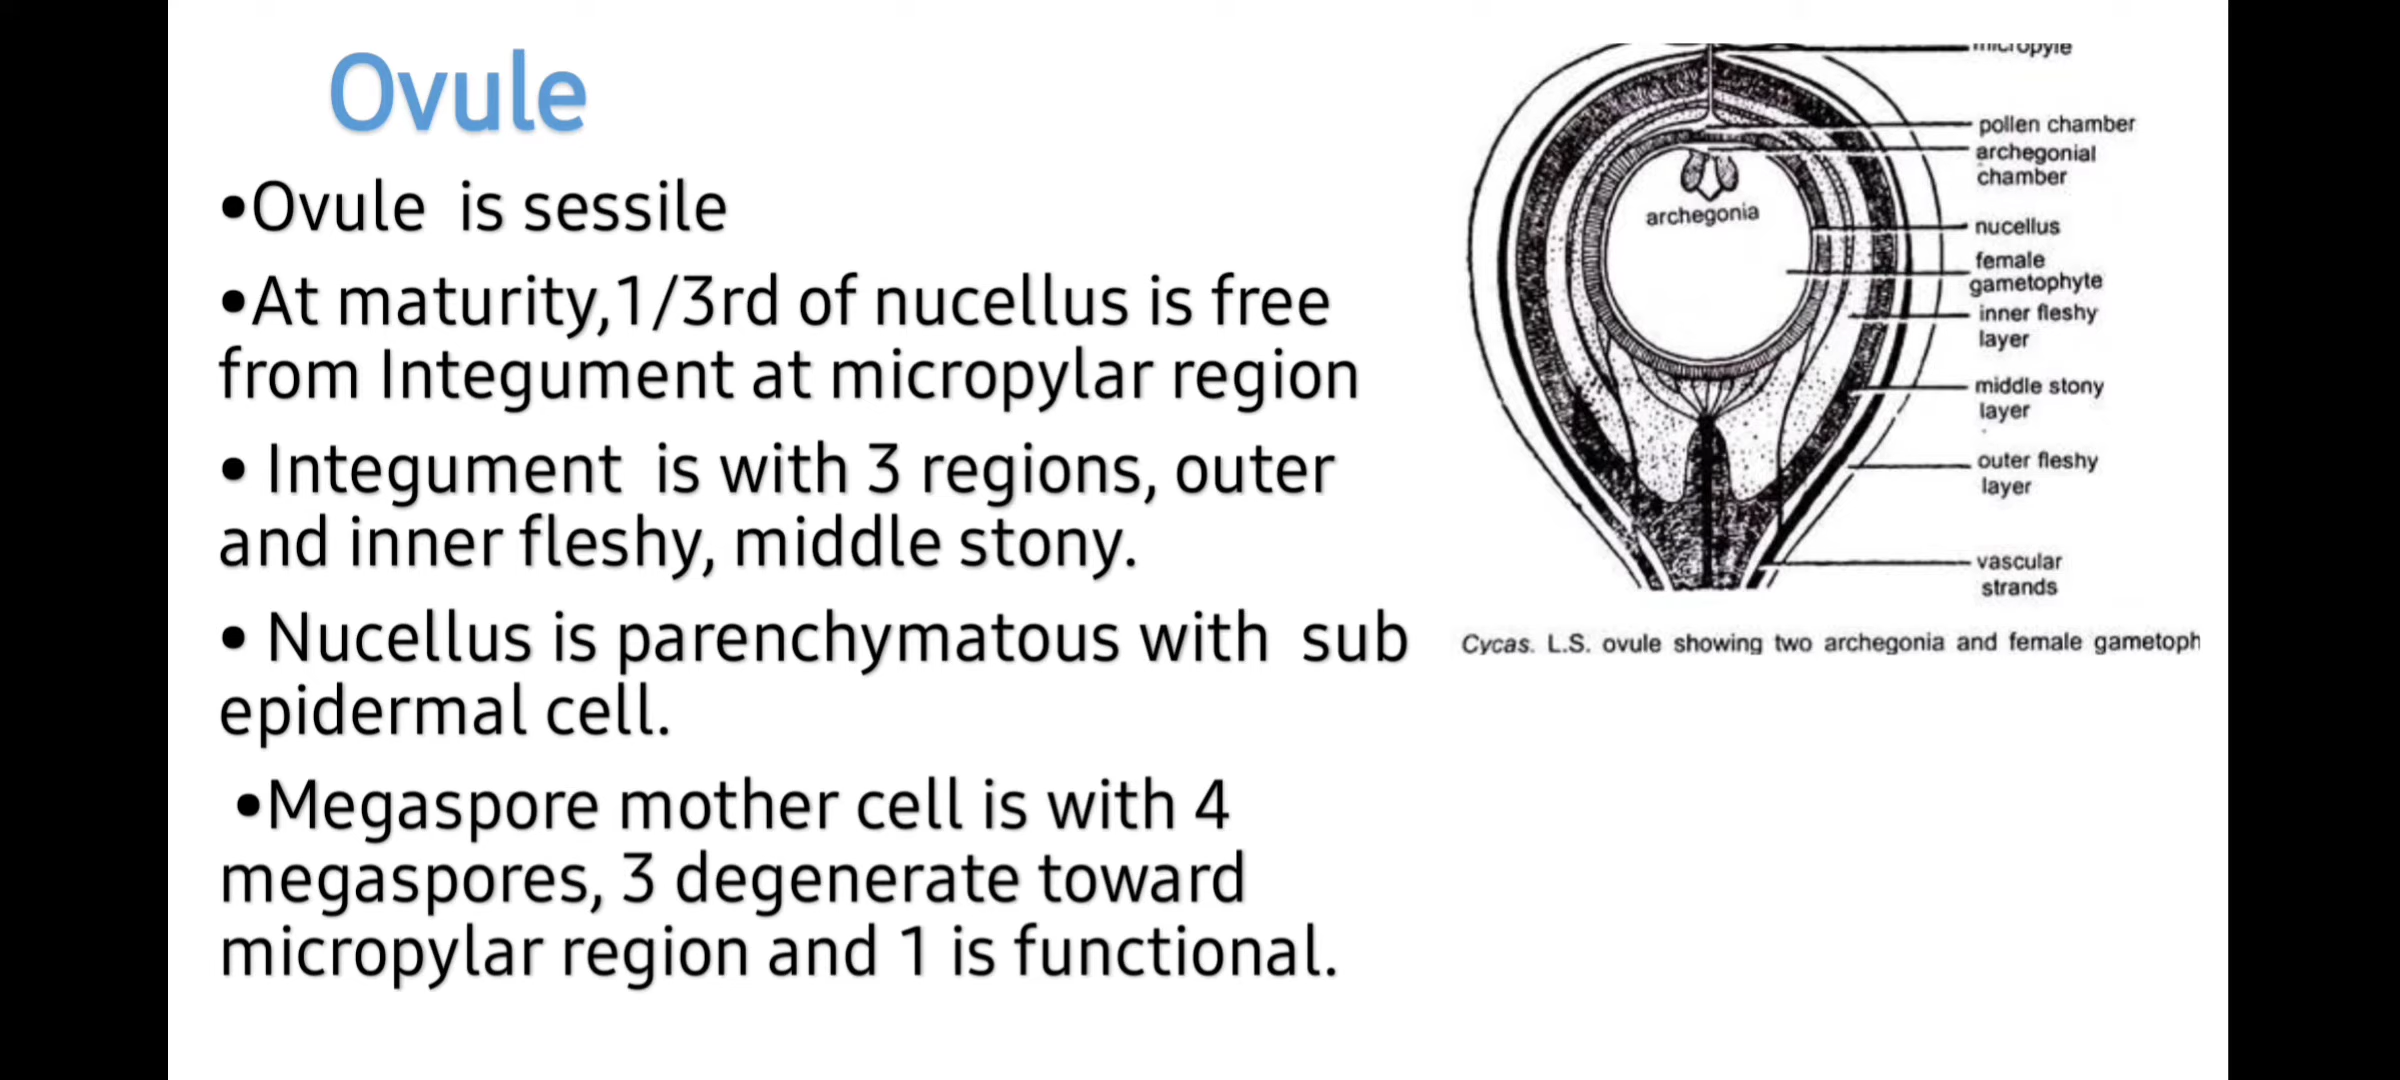 Ovule
•Ovule is sessile
•At maturity,1/3rd of nucellus is free
from Integument at micropylar region
• Integument is with 3 regions, outer
and inner fleshy, middle stony.
• Nucellus is parenchymatous with sub
epidermal cell.
•Megaspore mother cell is with 4
megaspores, 3 degenerate toward
micropylar region and 1 is functional.
micropyle
pollen chamber
archegonial
chamber
archegonia
nucellus
female
gametophyte
inner fleshy
layer
middle stony
layer
outer fleshy
layer
vascular
strands
Cycas. L.S. ovule showing two archegonia and female gametoph